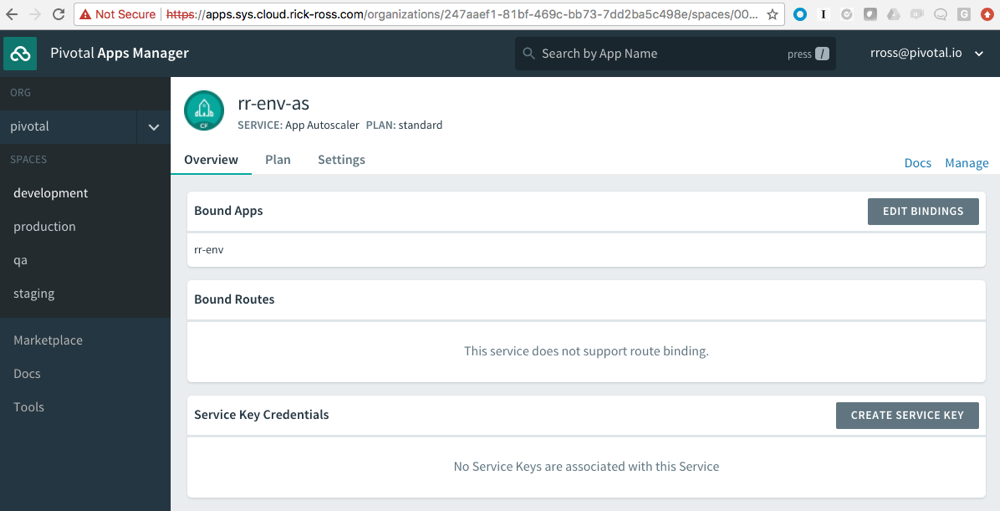 Not Secure https://apps.sys.cloud.rick-ross.com/organizations/247aaef1-81bf-469c-bb73-7dd2ba5c498e/spaces/00...
Pivotal Apps Manager
Search by App Name
press /
rross@pivotal.io
ORG
pivotal
SPACES
development
production
qa
staging
Marketplace
Docs
Tools
CF
rr-env-as
SERVICE: App Autoscaler PLAN: standard
Overview Plan Settings
Docs Manage
Bound Apps
EDIT BINDINGS
rr-env
Bound Routes
This service does not support route binding.
Service Key Credentials
CREATE SERVICE KEY
No Service Keys are associated with this Service